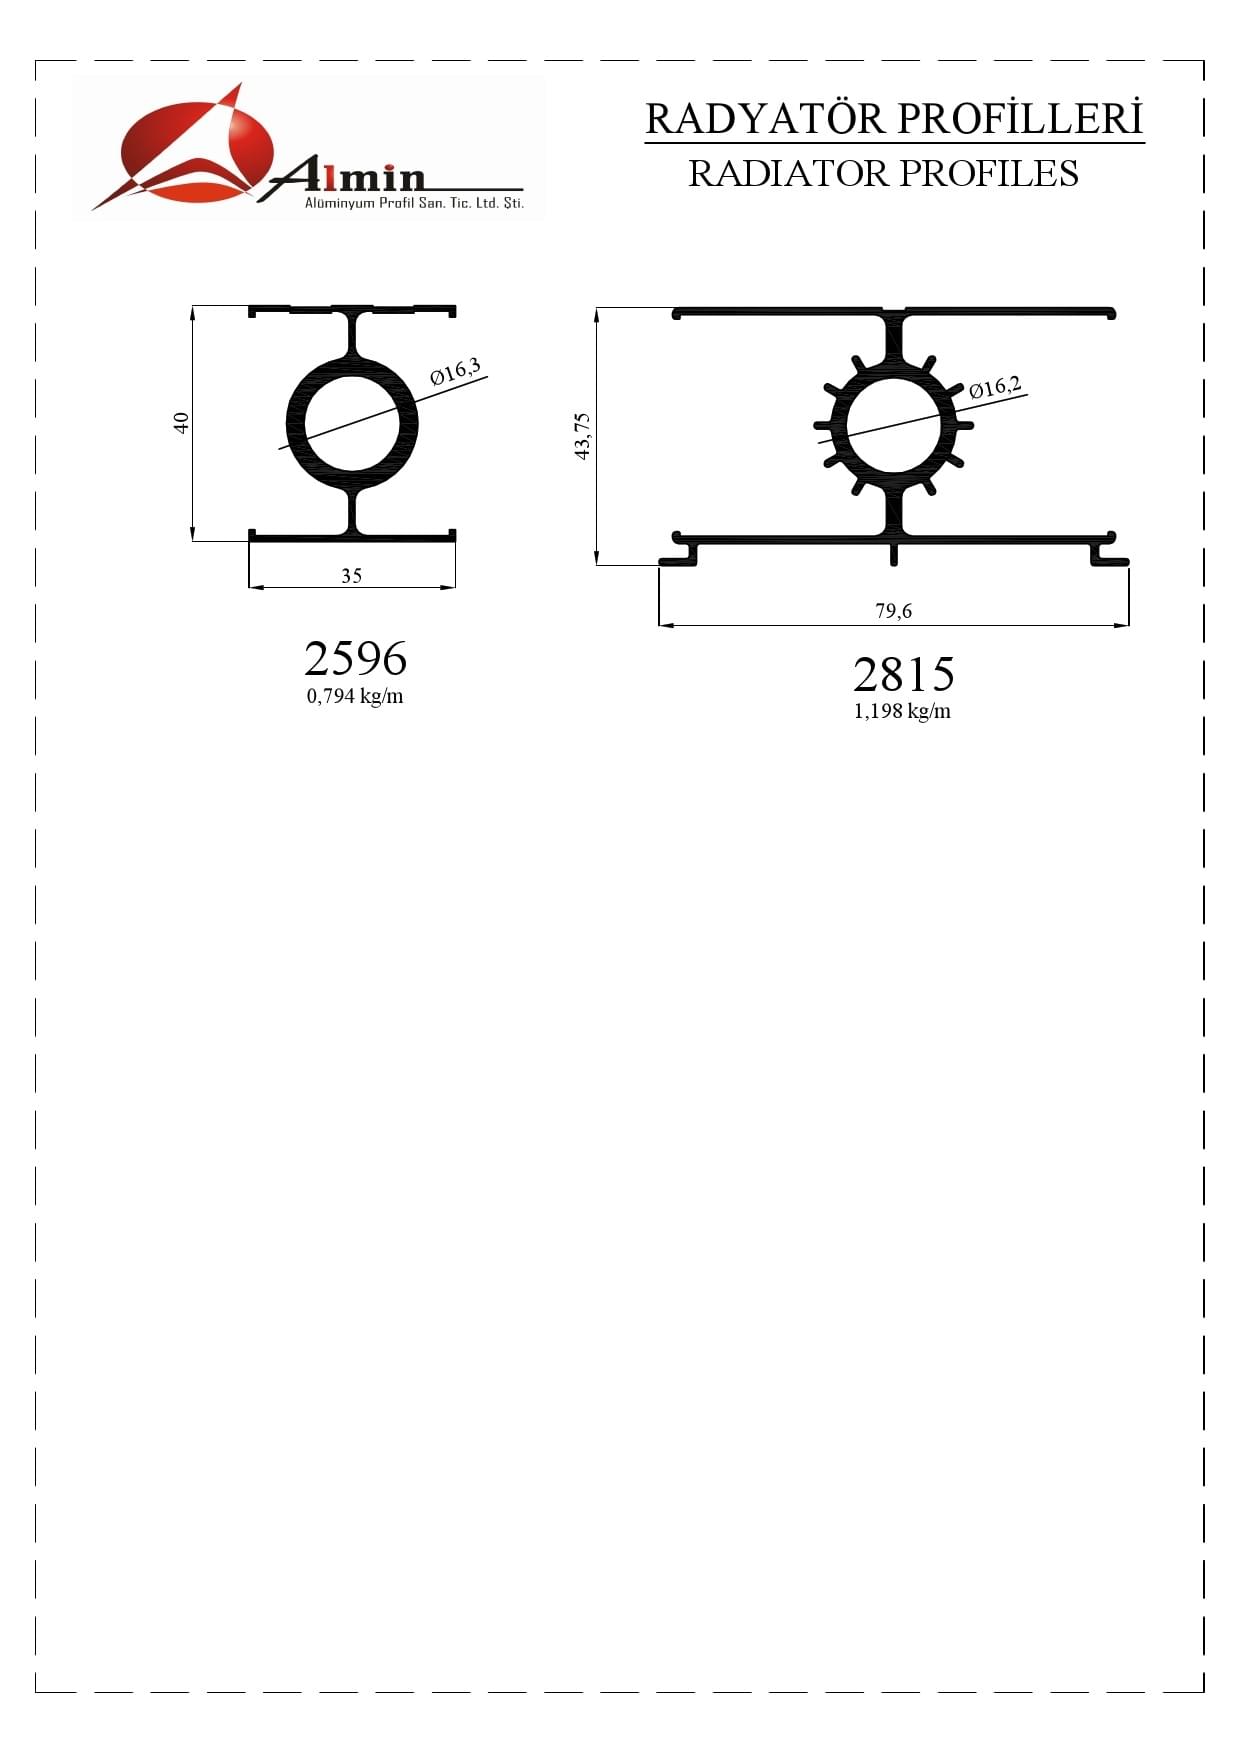 Almin
Alüminyum Profil San. Tic. Ltd. Şti.
RADYATÖR PROFİLLERİ
RADIATOR PROFILES
40
Ø16,3
35
2596
0,794 kg/m
43,75
Ø16,2
79,6
2815
1,198 kg/m